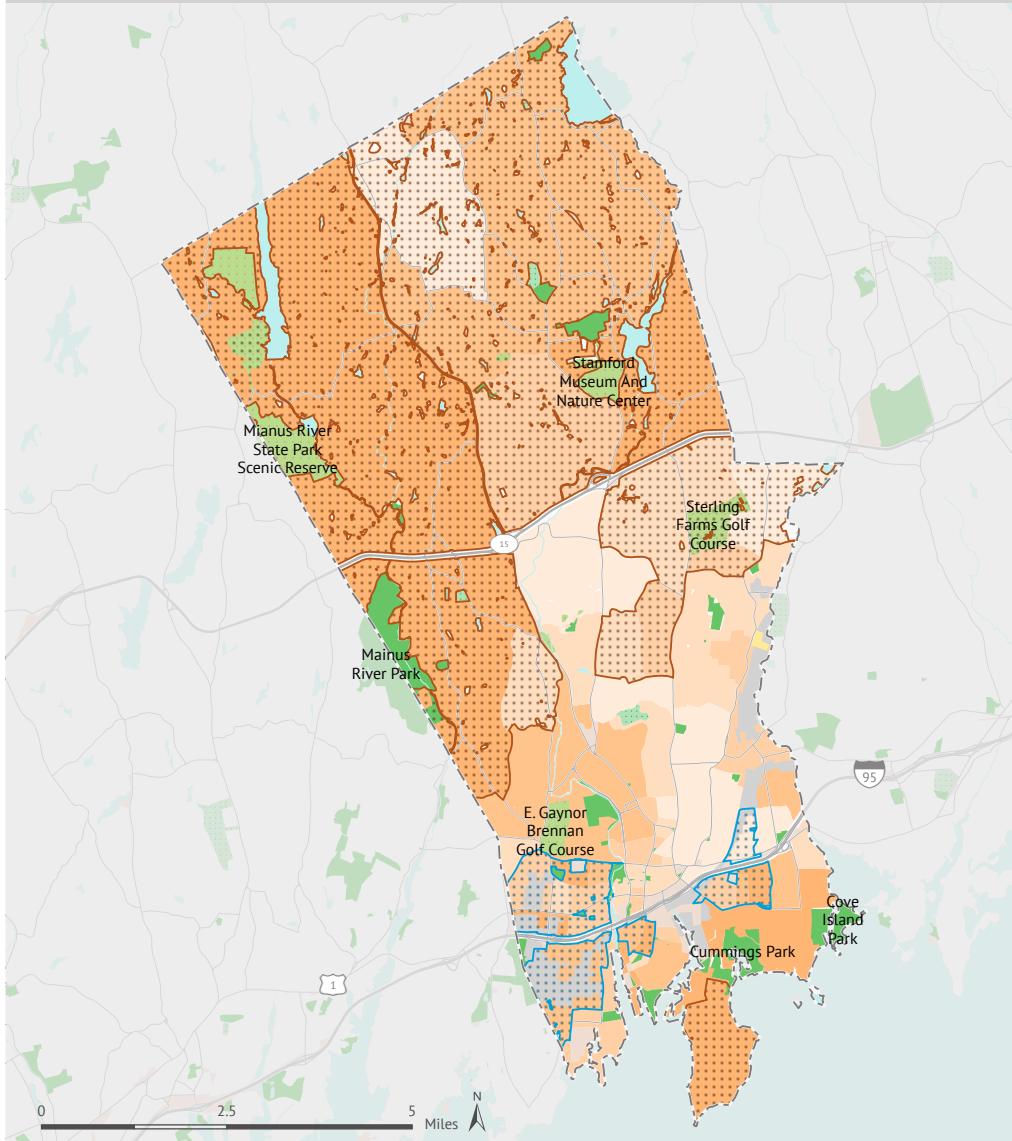 Stamford
Museum And
Nature Center
Mianus River
State Park
Scenic Reserve
Sterling
Farms Golf
Course
15
Mainus
River Park
95
E. Gaynor
Brennan
Golf Course
Cove
Island
Park
Cummings Park
1
0
2.5
5
Miles
N